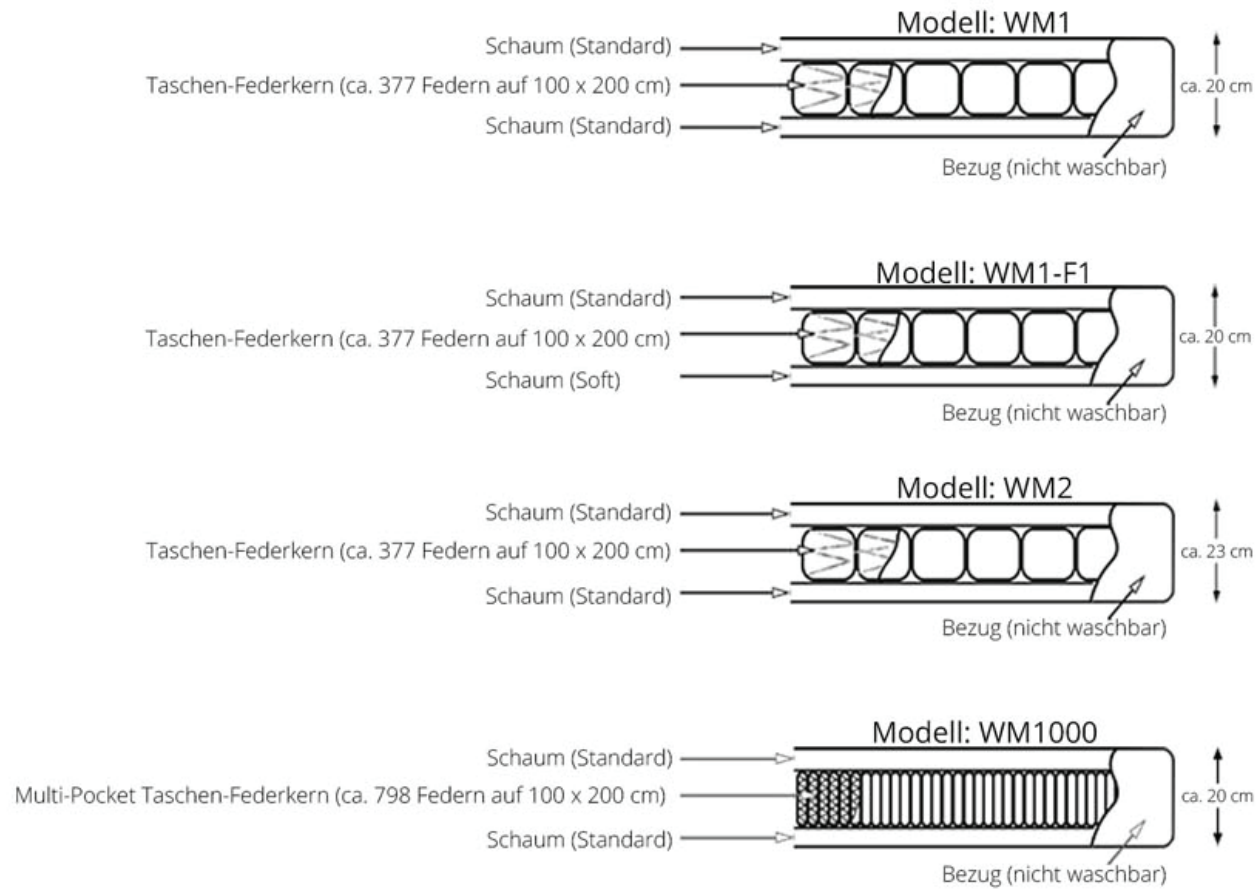 Modell: WM1
Schaum (Standard)
Taschen-Federkern (ca. 377 Federn auf 100 x 200 cm)
ca. 20 cm
Schaum (Standard)
Bezug (nicht waschbar)
Modell: WM1-F1
Schaum (Standard)
Taschen-Federkern (ca. 377 Federn auf 100 x 200 cm)
ca. 20 cm
Schaum (Soft)
Bezug (nicht waschbar)
Modell: WM2
Schaum (Standard)
Taschen-Federkern (ca. 377 Federn auf 100 x 200 cm)
ca. 23 cm
Schaum (Standard)
Bezug (nicht waschbar)
Modell: WM1000
Schaum (Standard)
Multi-Pocket Taschen-Federkern (ca. 798 Federn auf 100 x 200 cm)
ca. 20 cm
Schaum (Standard)
Bezug (nicht waschbar)